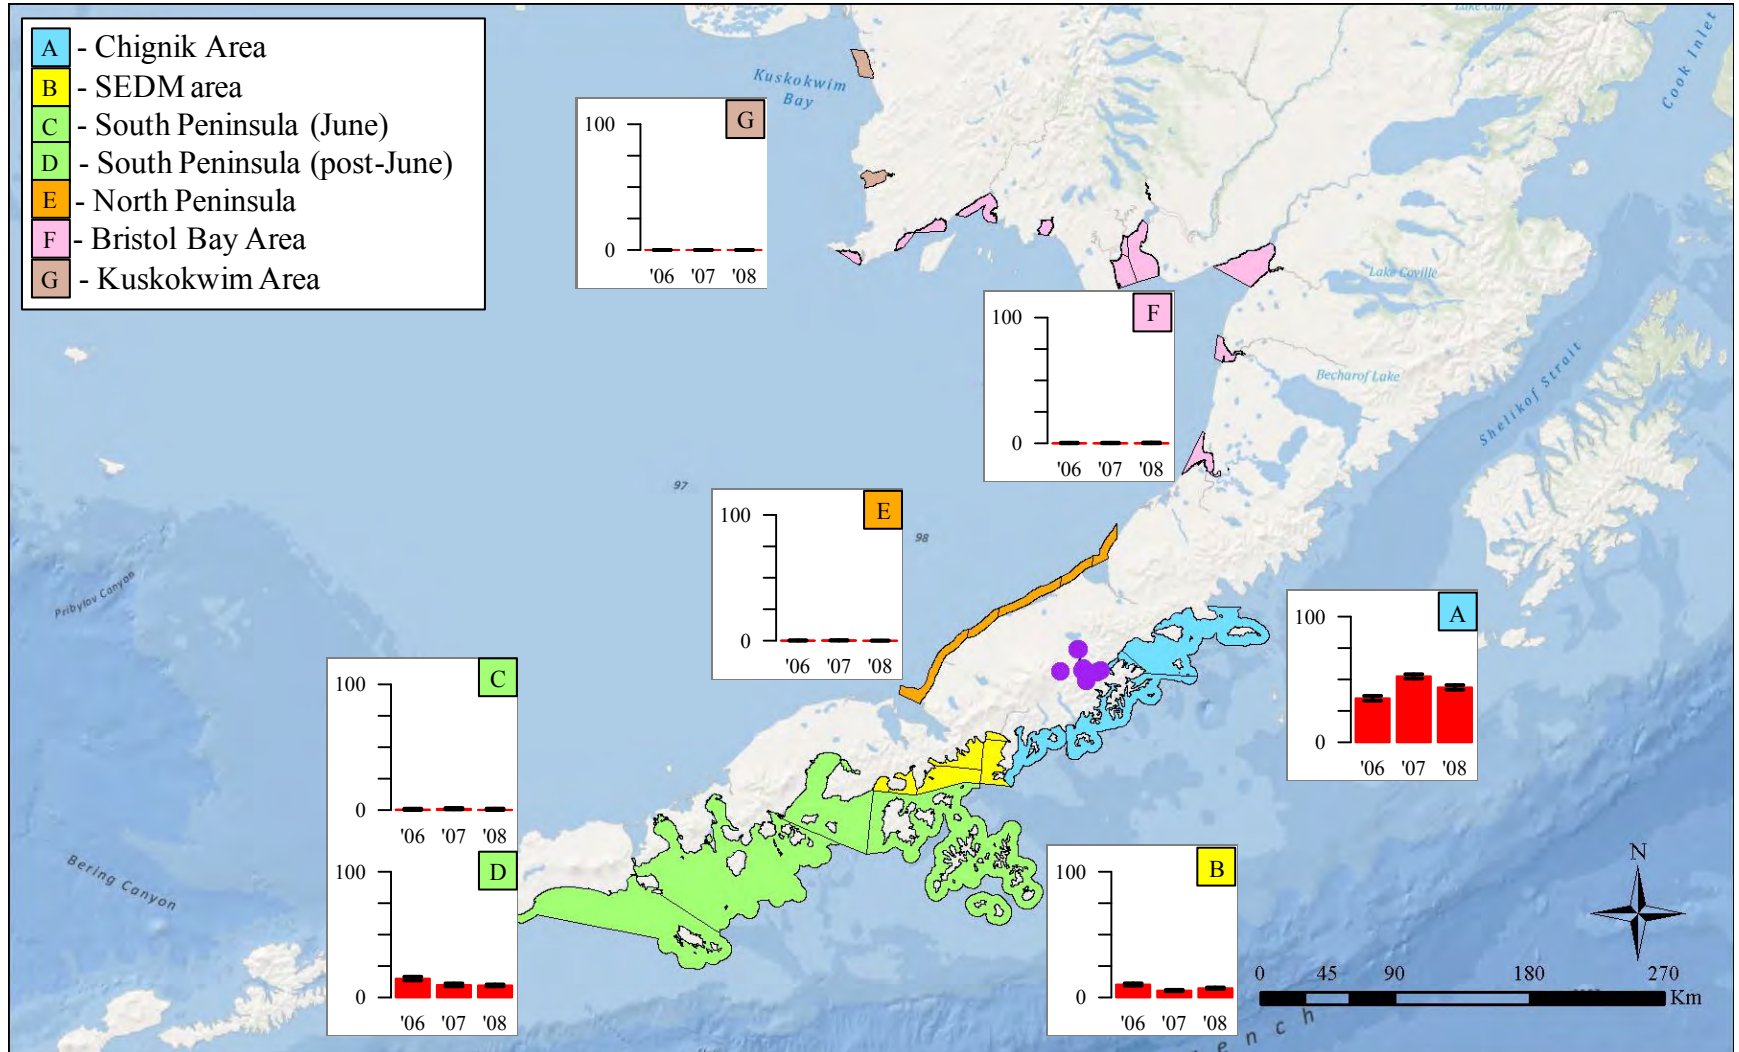 A - Chignik Area
B - SEDM area
C - South Peninsula (June)
D - South Peninsula (post-June)
E - North Peninsula
F - Bristol Bay Area
G - Kuskokwim Area
Lake Clark
Cook Inlet
Kuskokwim
Bay
G
100
0
'06 '07 '08
Lake Coville
F
100
0
'06 '07 '08
Becharof Lake
Shelikof Strait
97
98
E
100
0
'06 '07 '08
Pribylov Canyon
A
100
0
'06 '07 '08
C
100
0
'06 '07 '08
Bering Canyon
D
100
0
'06 '07 '08
B
100
0
'06 '07 '08
N
0 45 90 180 270
Km
ench